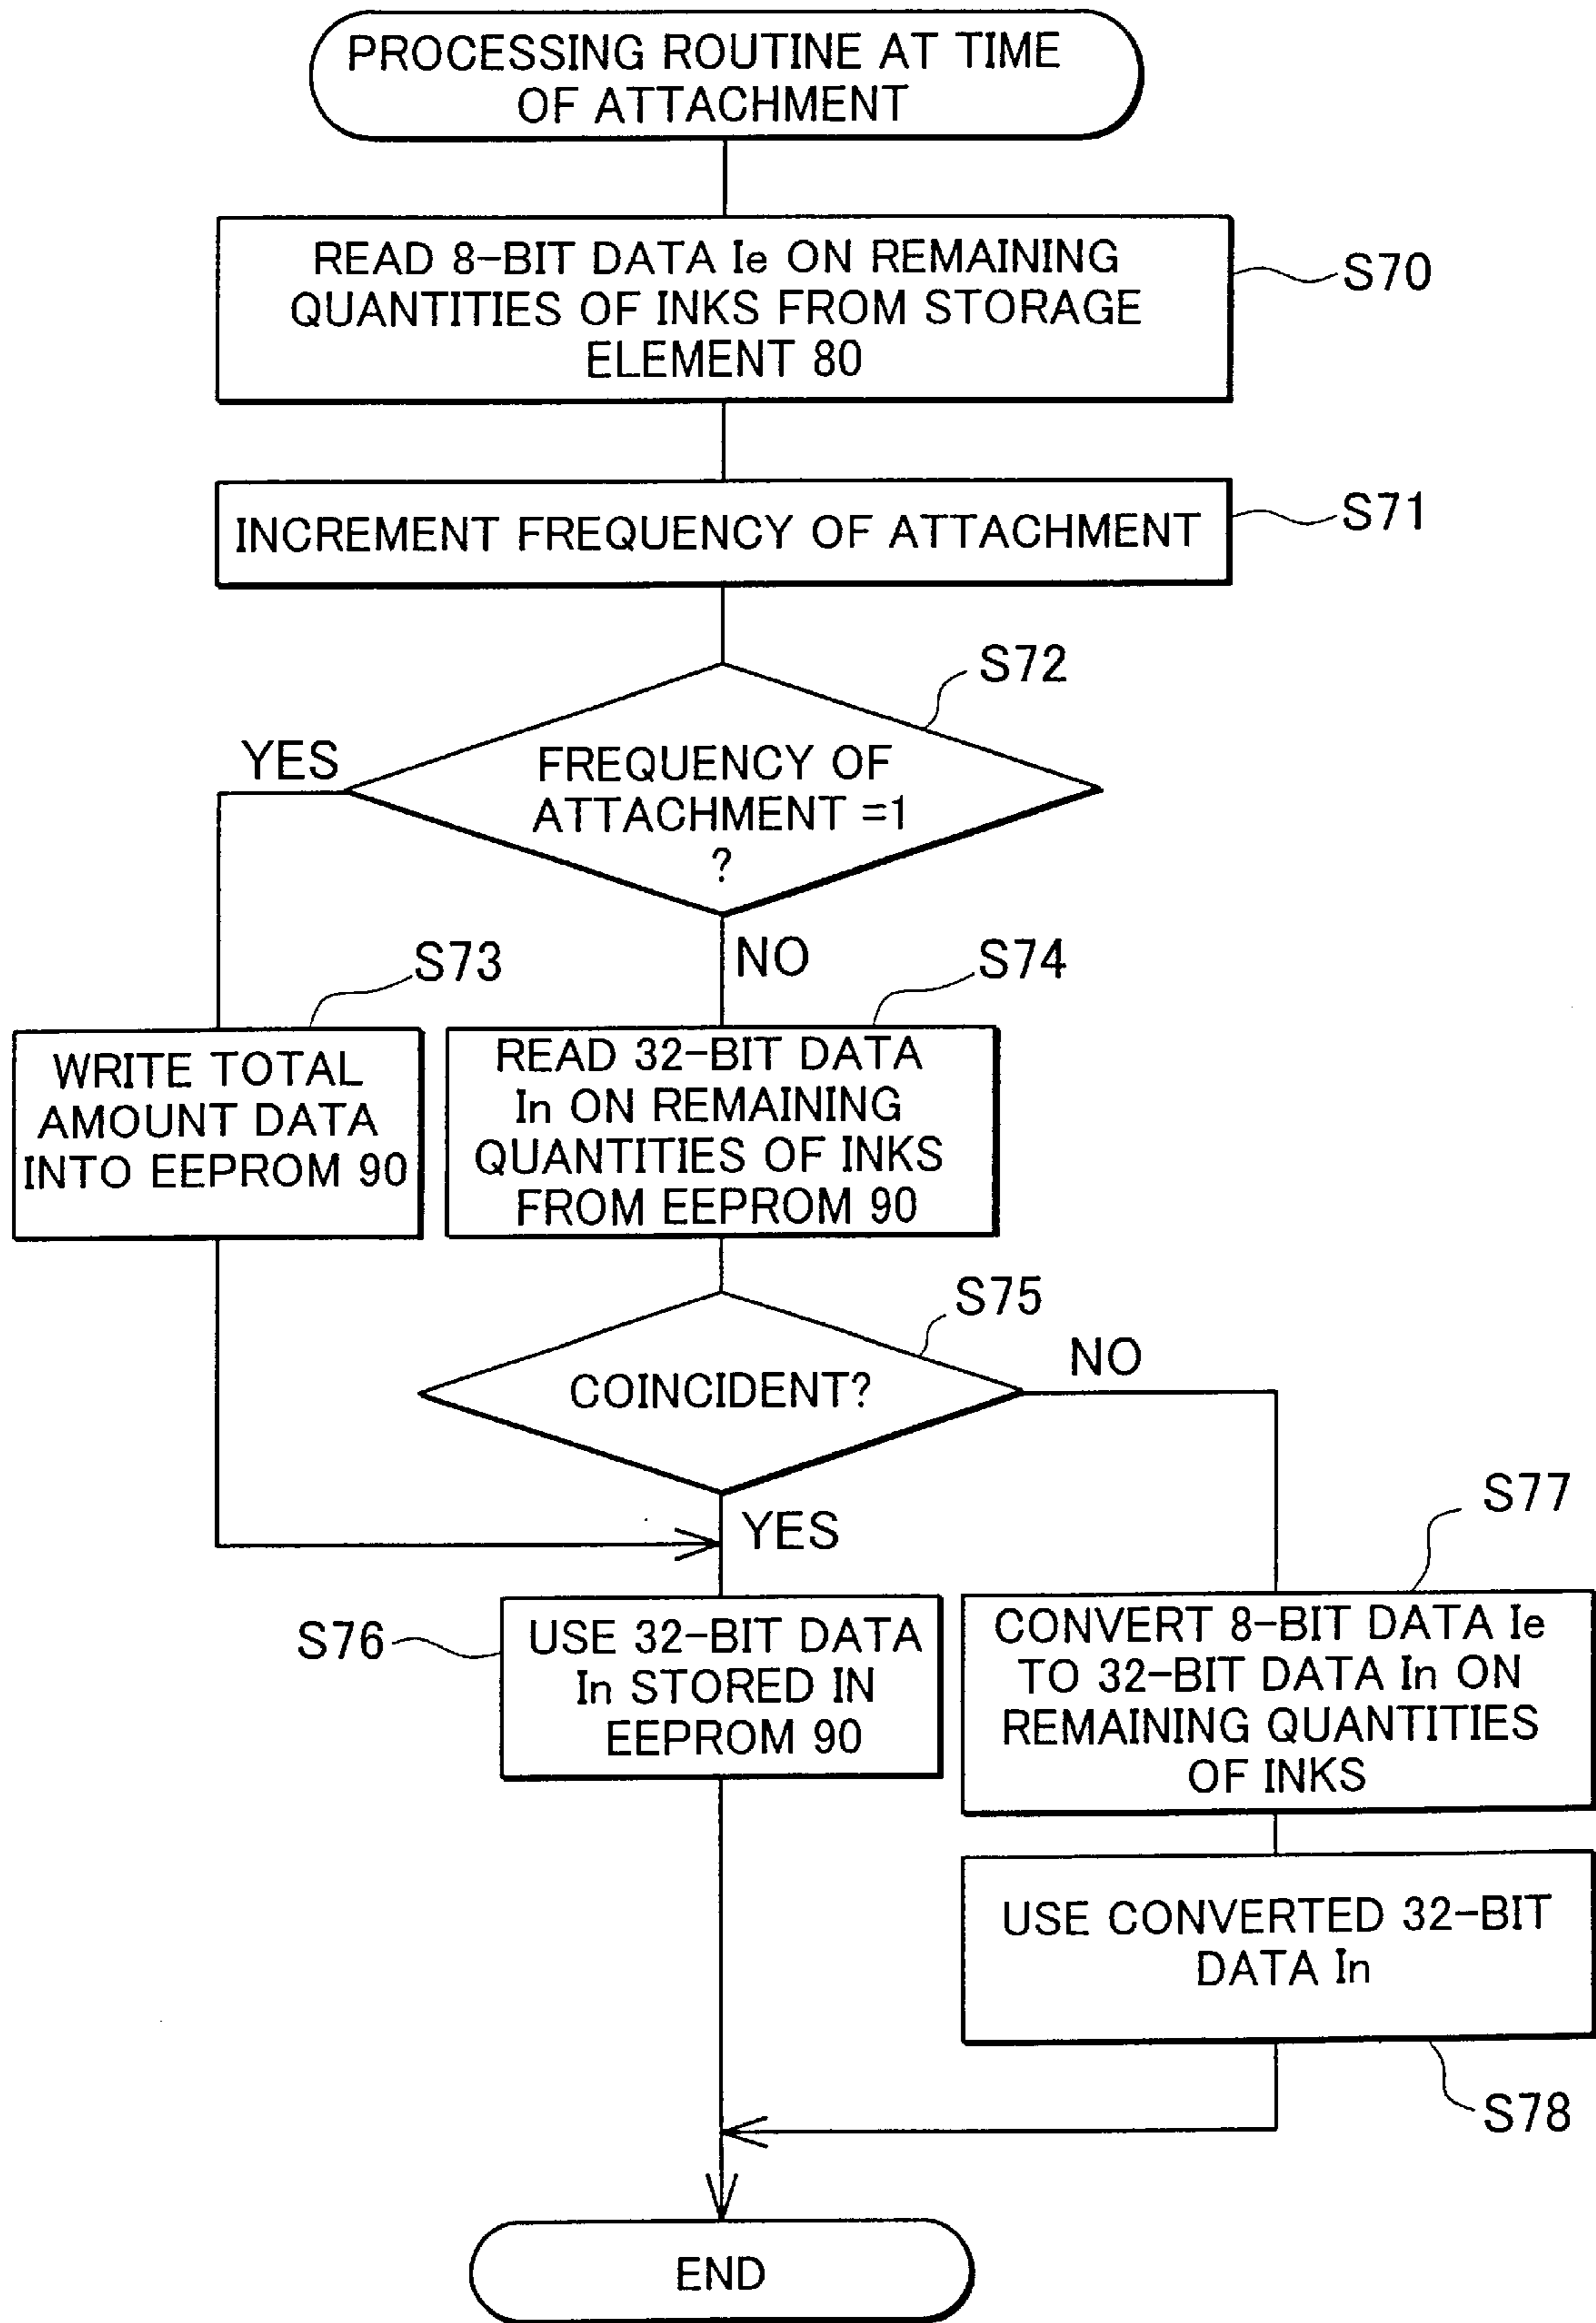 PROCESSING ROUTINE AT TIME
OF ATTACHMENT
READ 8-BIT DATA Ie ON REMAINING
QUANTITIES OF INKS FROM STORAGE
ELEMENT 80
S70
INCREMENT FREQUENCY OF ATTACHMENT
S71
S72
YES
FREQUENCY OF
ATTACHMENT =1
?
NO
S73
S74
WRITE TOTAL
AMOUNT DATA
INTO EEPROM 90
READ 32-BIT DATA
In ON REMAINING
QUANTITIES OF INKS
FROM EEPROM 90
S75
COINCIDENT?
NO
YES
S77
S76
USE 32-BIT DATA
In STORED IN
EEPROM 90
CONVERT 8-BIT DATA Ie
TO 32-BIT DATA In ON
REMAINING QUANTITIES
OF INKS
USE CONVERTED 32-BIT
DATA In
S78
END